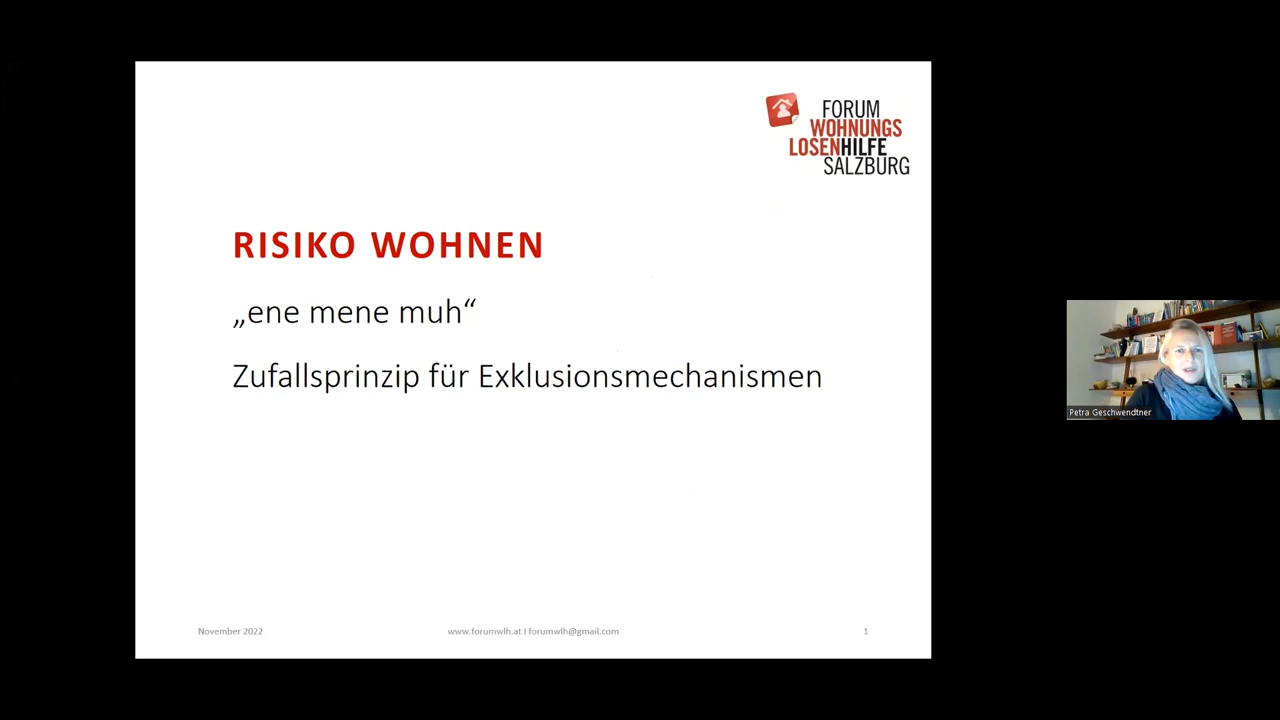 FORUM
WOHNUNGS
LOSENHILFE
SALZBURG
RISIKO WOHNEN
„ene mene muh“
Zufallsprinzip für Exklusionsmechanismen
Petra Geschwendtner
November 2022
www.forumwlh.at I forumwlh@gmail.com
1